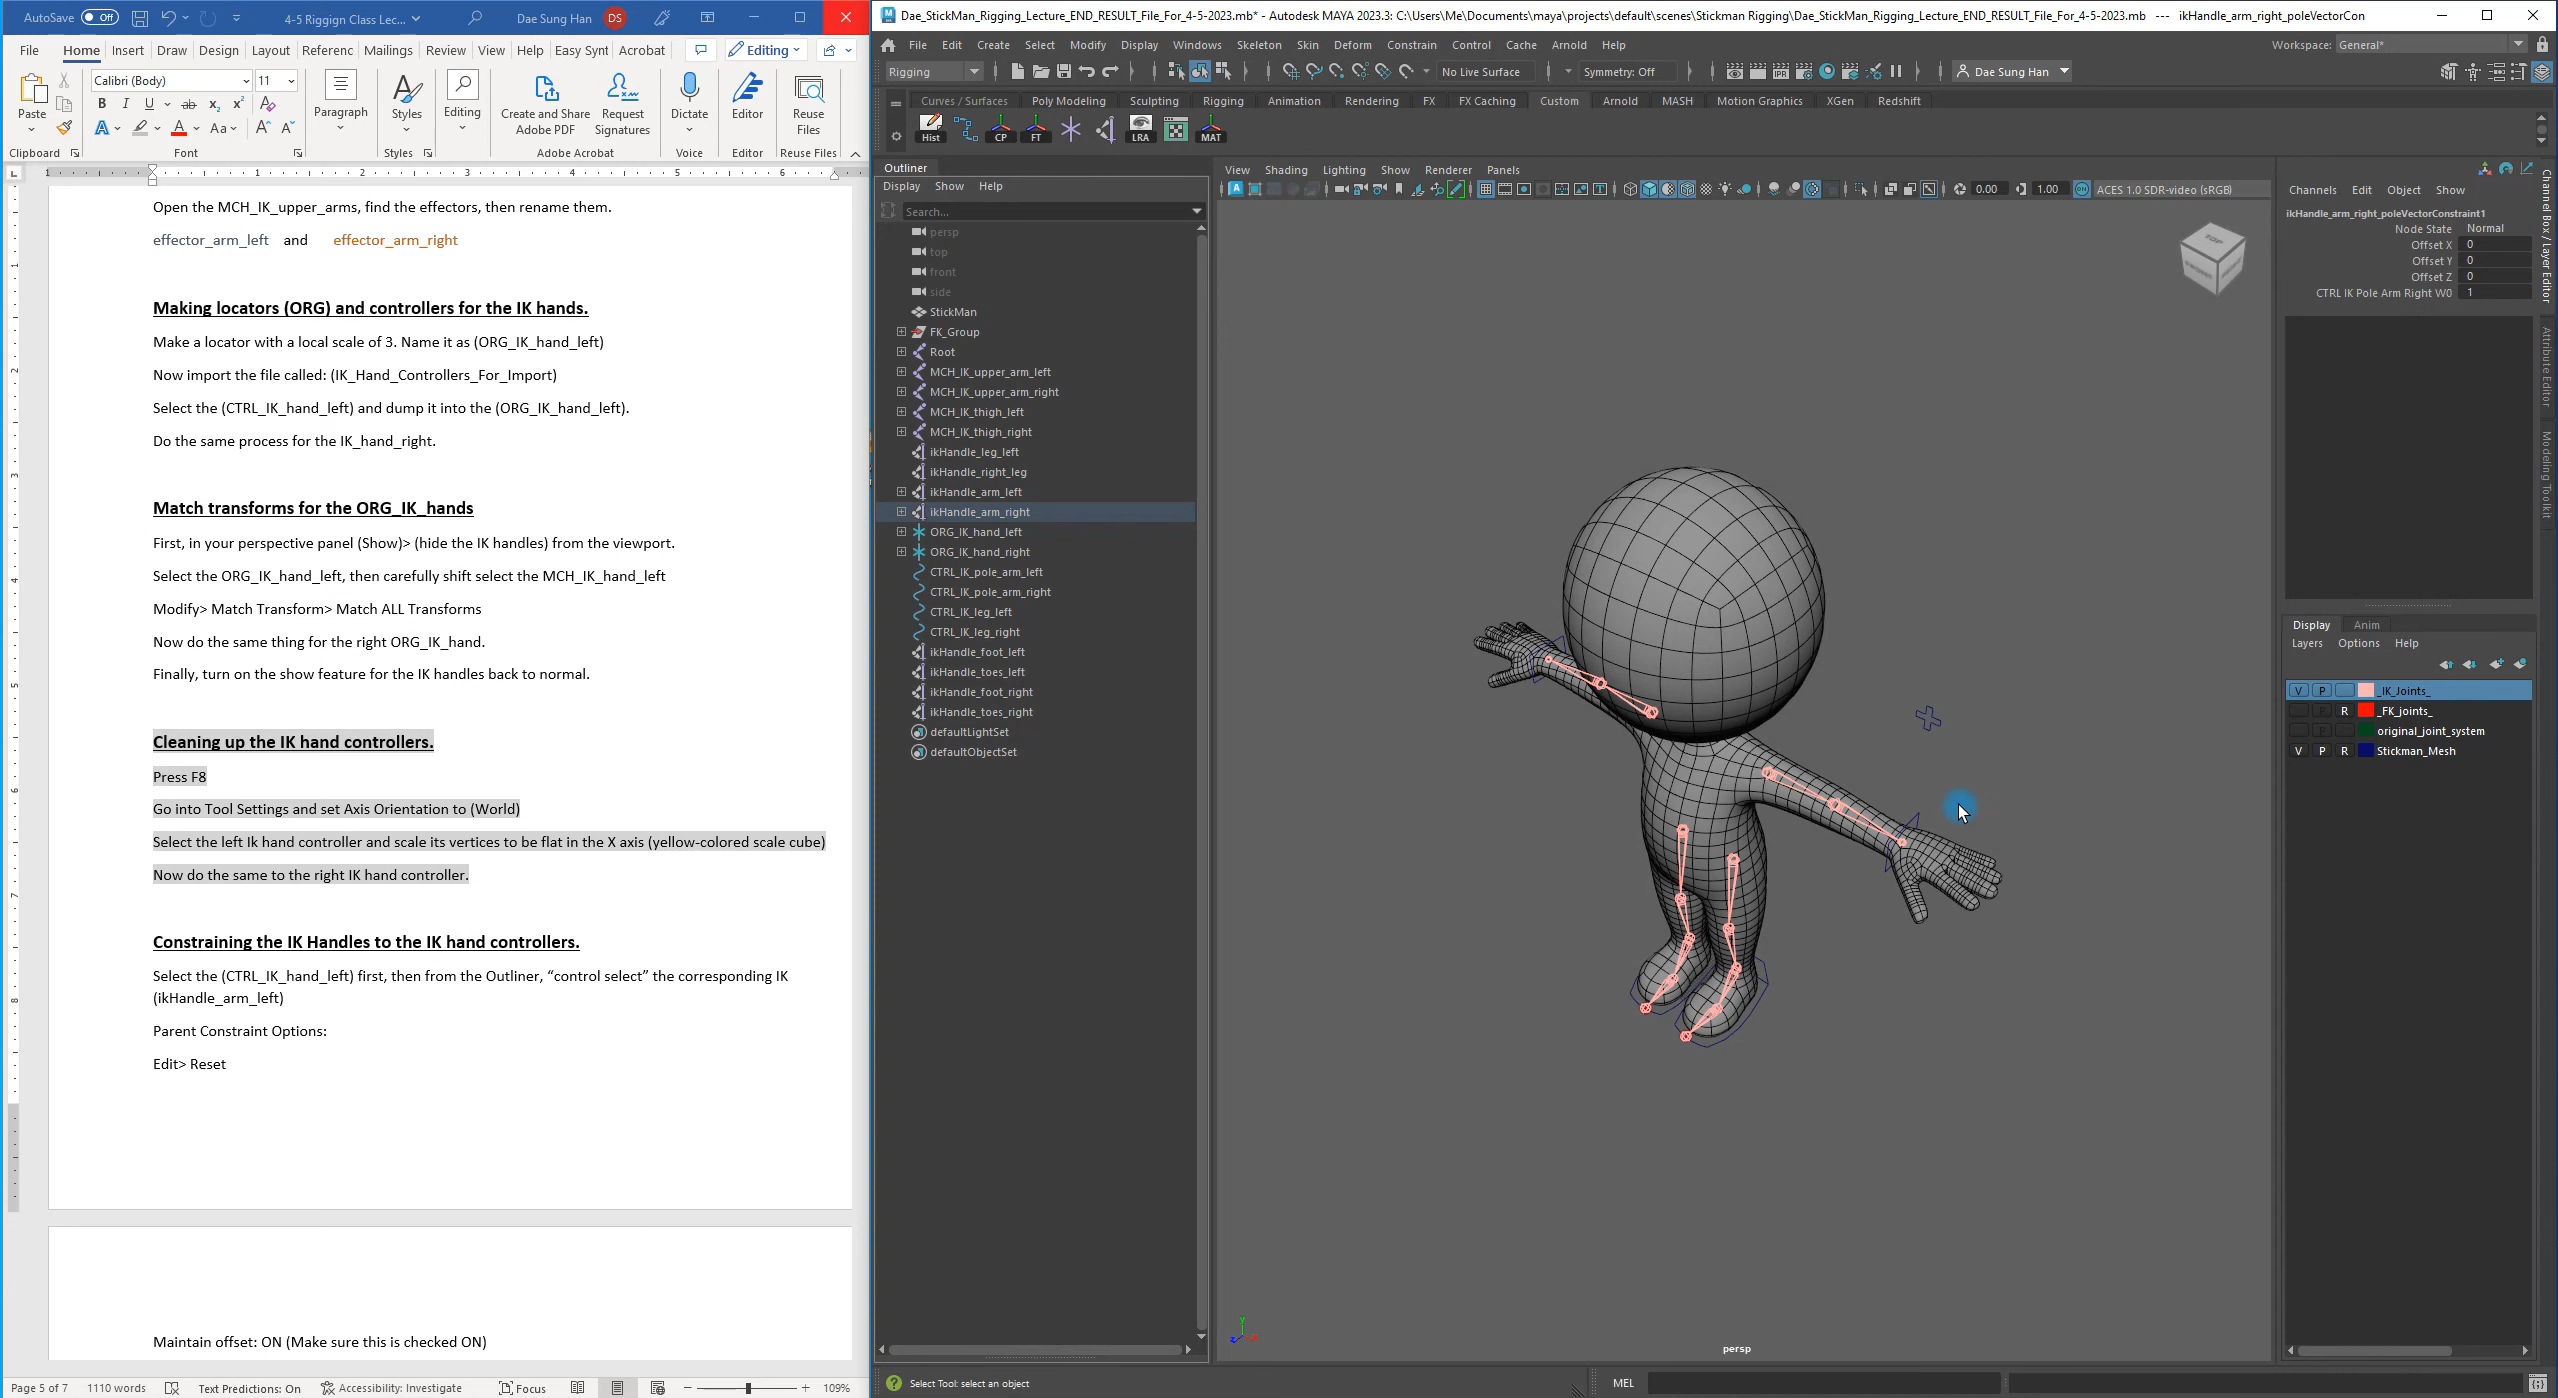 AutoSave Off 4-5 Riggign Class Lec... Dae Sung Han DS
File Home Insert Draw Design Layout Referenc Mailings Review View Help Easy Synt Acrobat Editing
Calibri (Body) 11
Paste Paragraph Styles Editing Create and Share Adobe PDF Request Signatures Dictate Editor Reuse Files
Clipboard Font Styles Adobe Acrobat Voice Editor Reuse Files
Open the MCH_IK_upper_arms, find the effectors, then rename them.
effector_arm_left and effector_arm_right
Making locators (ORG) and controllers for the IK hands.
Make a locator with a local scale of 3. Name it as (ORG_IK_hand_left)
Now import the file called: (IK_Hand_Controllers_For_Import)
Select the (CTRL_IK_hand_left) and dump it into the (ORG_IK_hand_left).
Do the same process for the IK_hand_right.
Match transforms for the ORG_IK_hands
First, in your perspective panel (Show)> (hide the IK handles) from the viewport.
Select the ORG_IK_hand_left, then carefully shift select the MCH_IK_hand_left
Modify> Match Transform> Match ALL Transforms
Now do the same thing for the right ORG_IK_hand.
Finally, turn on the show feature for the IK handles back to normal.
Cleaning up the IK hand controllers.
Press F8
Go into Tool Settings and set Axis Orientation to (World)
Select the left Ik hand controller and scale its vertices to be flat in the X axis (yellow-colored scale cube)
Now do the same to the right IK hand controller.
Constraining the IK Handles to the IK hand controllers.
Select the (CTRL_IK_hand_left) first, then from the Outliner, “control select” the corresponding IK
(ikHandle_arm_left)
Parent Constraint Options:
Edit> Reset
Maintain offset: ON (Make sure this is checked ON)
Page 5 of 7 1110 words Text Predictions: On Accessibility: Investigate Focus 109%
Dae_StickMan_Rigging_Lecture_END_RESULT_File_For_4-5-2023.mb* - Autodesk MAYA 2023.3: C:\Users\Me\Documents\maya\projects\default\scenes\Stickman Rigging\Dae_StickMan_Rigging_Lecture_END_RESULT_File_For_4-5-2023.mb --- ikHandle_arm_right_poleVectorCon
File Edit Create Select Modify Display Windows Skeleton Skin Deform Constrain Control Cache Arnold Help Workspace: General*
Rigging No Live Surface Symmetry: Off Dae Sung Han
Curves / Surfaces Poly Modeling Sculpting Rigging Animation Rendering FX FX Caching Custom Arnold MASH Motion Graphics XGen Redshift
Hist CP FT LRA MAT
Outliner
Display Show Help
Search...
persp
top
front
side
StickMan
FK_Group
Root
MCH_IK_upper_arm_left
MCH_IK_upper_arm_right
MCH_IK_thigh_left
MCH_IK_thigh_right
ikHandle_leg_left
ikHandle_right_leg
ikHandle_arm_left
ikHandle_arm_right
ORG_IK_hand_left
ORG_IK_hand_right
CTRL_IK_pole_arm_left
CTRL_IK_pole_arm_right
CTRL_IK_leg_left
CTRL_IK_leg_right
ikHandle_foot_left
ikHandle_toes_left
ikHandle_foot_right
ikHandle_toes_right
defaultLightSet
defaultObjectSet
View Shading Lighting Show Renderer Panels
0.00 1.00 ACES 1.0 SDR-video (sRGB)
TOP
persp
Channels Edit Object Show
ikHandle_arm_right_poleVectorConstraint1
Node State Normal
Offset X 0
Offset Y 0
Offset Z 0
CTRL IK Pole Arm Right W0 1
Display Anim
Layers Options Help
V P _IK_Joints_
R _FK_joints_
original_joint_system
V P R Stickman_Mesh
Channel Box / Layer Editor
Attribute Editor
Modeling Toolkit
Select Tool: select an object
MEL